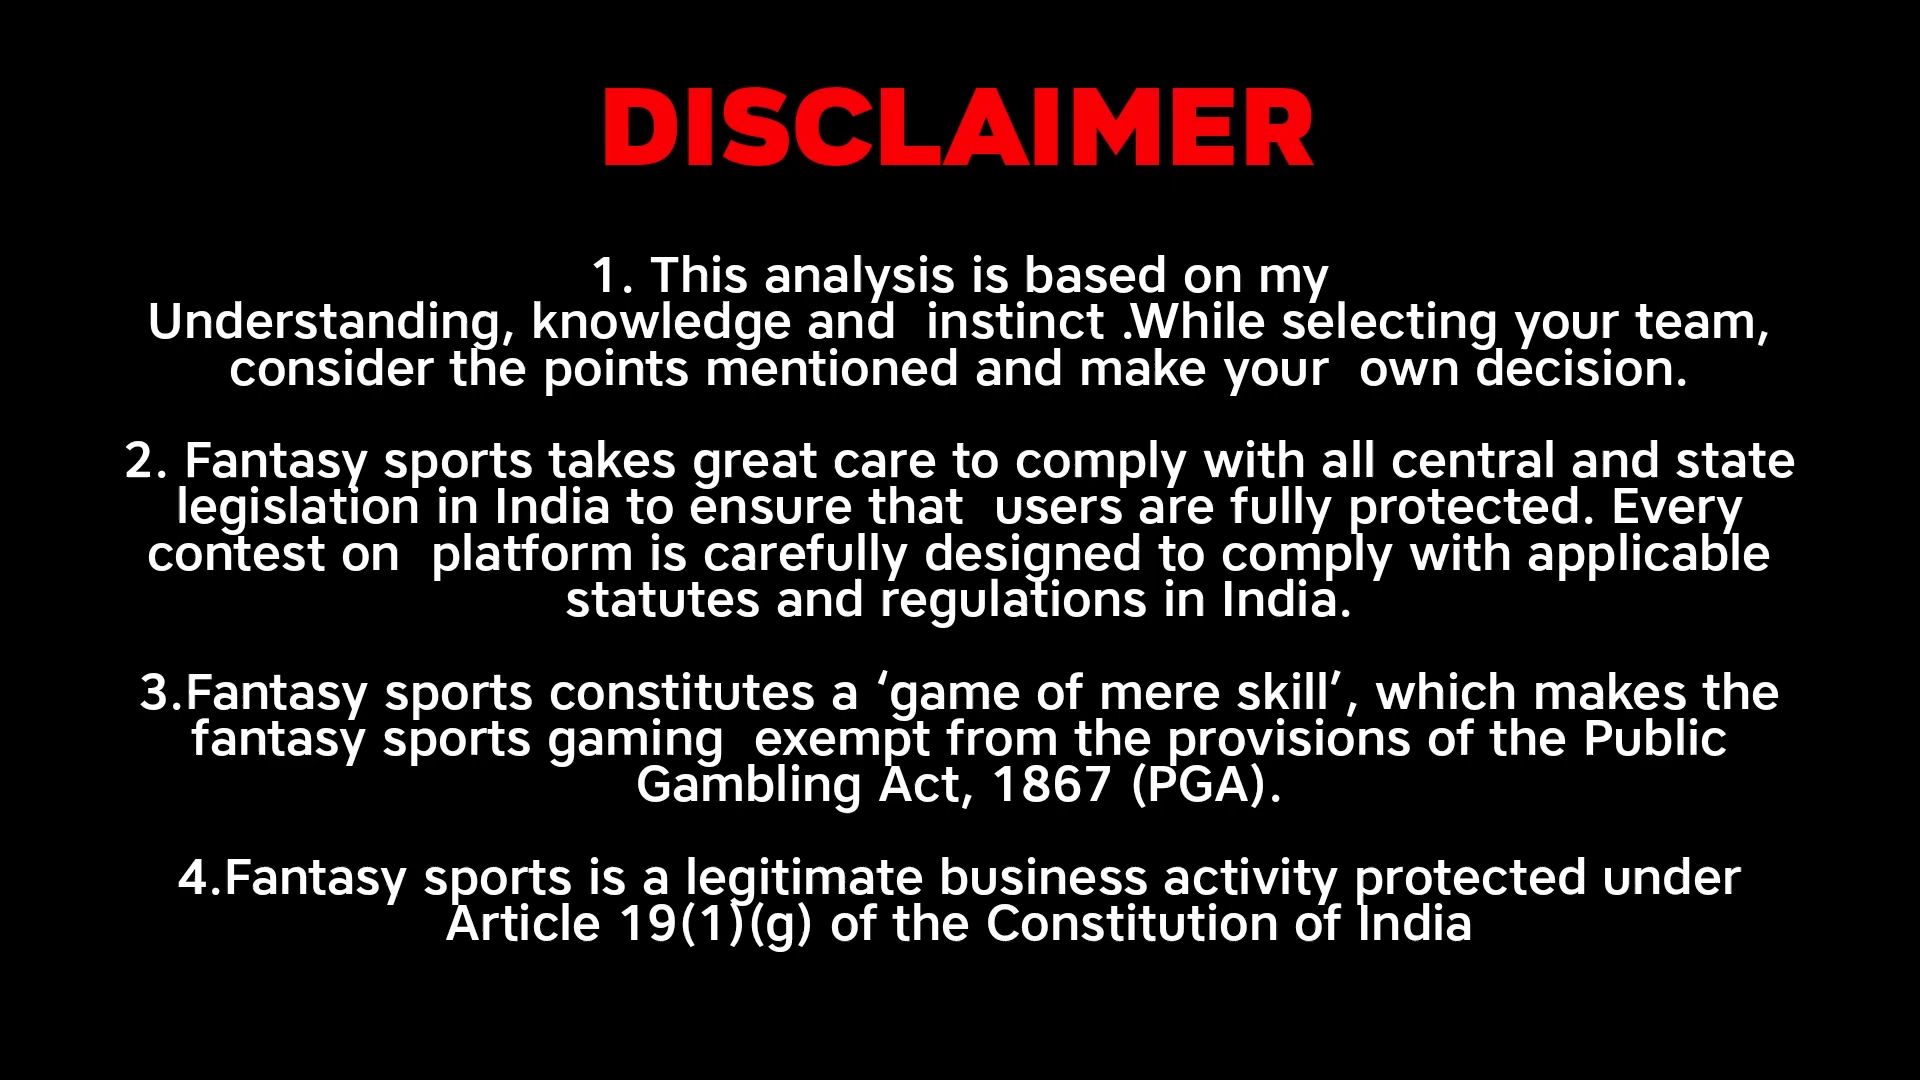 DISCLAIMER
1. This analysis is based on my
Understanding, knowledge and  instinct .While selecting your team,
consider the points mentioned and make your  own decision.
2. Fantasy sports takes great care to comply with all central and state
legislation in India to ensure that  users are fully protected. Every
contest on  platform is carefully designed to comply with applicable
statutes and regulations in India.
3.Fantasy sports constitutes a ‘game of mere skill’, which makes the
fantasy sports gaming  exempt from the provisions of the Public
Gambling Act, 1867 (PGA).
4.Fantasy sports is a legitimate business activity protected under
Article 19(1)(g) of the Constitution of India